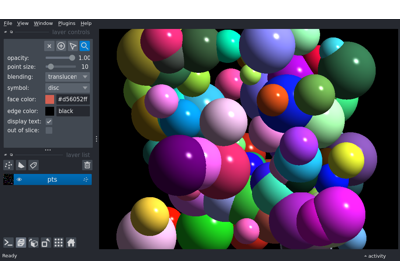 File View Window Plugins Help
layer controls
opacity: 1.00
point size: 10
blending: translucen
symbol: disc
face color: #d56052ff
edge color: black
display text:
out of slice:
layer list
pts
Ready
activity